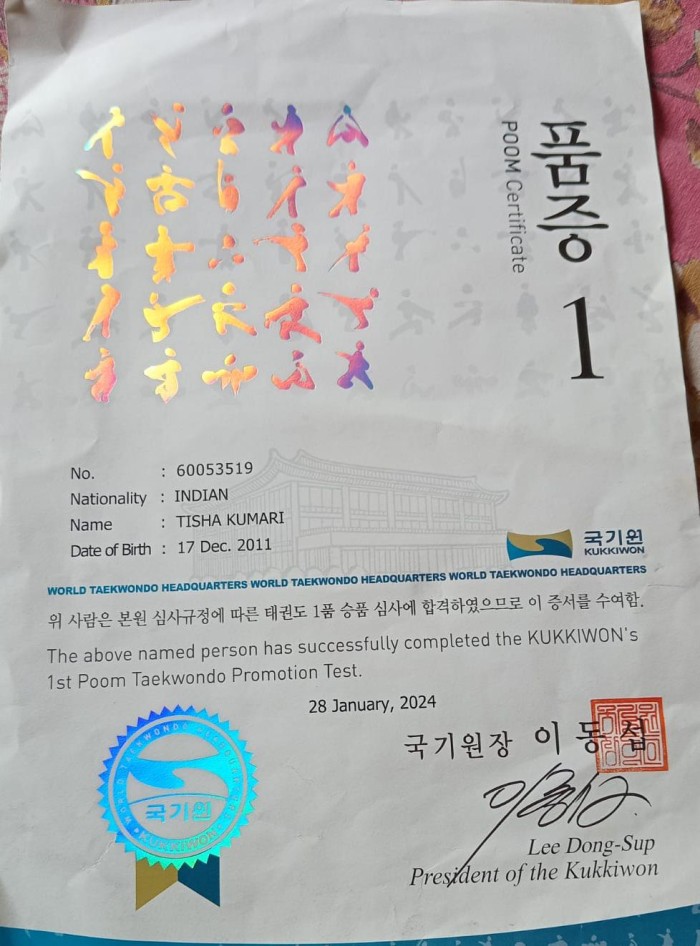 품증 1
POOM Certificate
No. : 60053519
Nationality : INDIAN
Name : TISHA KUMARI
Date of Birth : 17 Dec. 2011
국기원
KUKKIWON
WORLD TAEKWONDO HEADQUARTERS WORLD TAEKWONDO HEADQUARTERS WORLD TAEKWONDO HEADQUARTERS
위 사람은 본원 심사규정에 따른 태권도 1품 승품 심사에 합격하였으므로 이 증서를 수여함.
The above named person has successfully completed the KUKKIWON's
1st Poom Taekwondo Promotion Test.
28 January, 2024
국기원장 이동섭
Lee Dong-Sup
President of the Kukkiwon
WORLD TAEKWONDO HEADQUARTERS
국기원
KUKKIWON